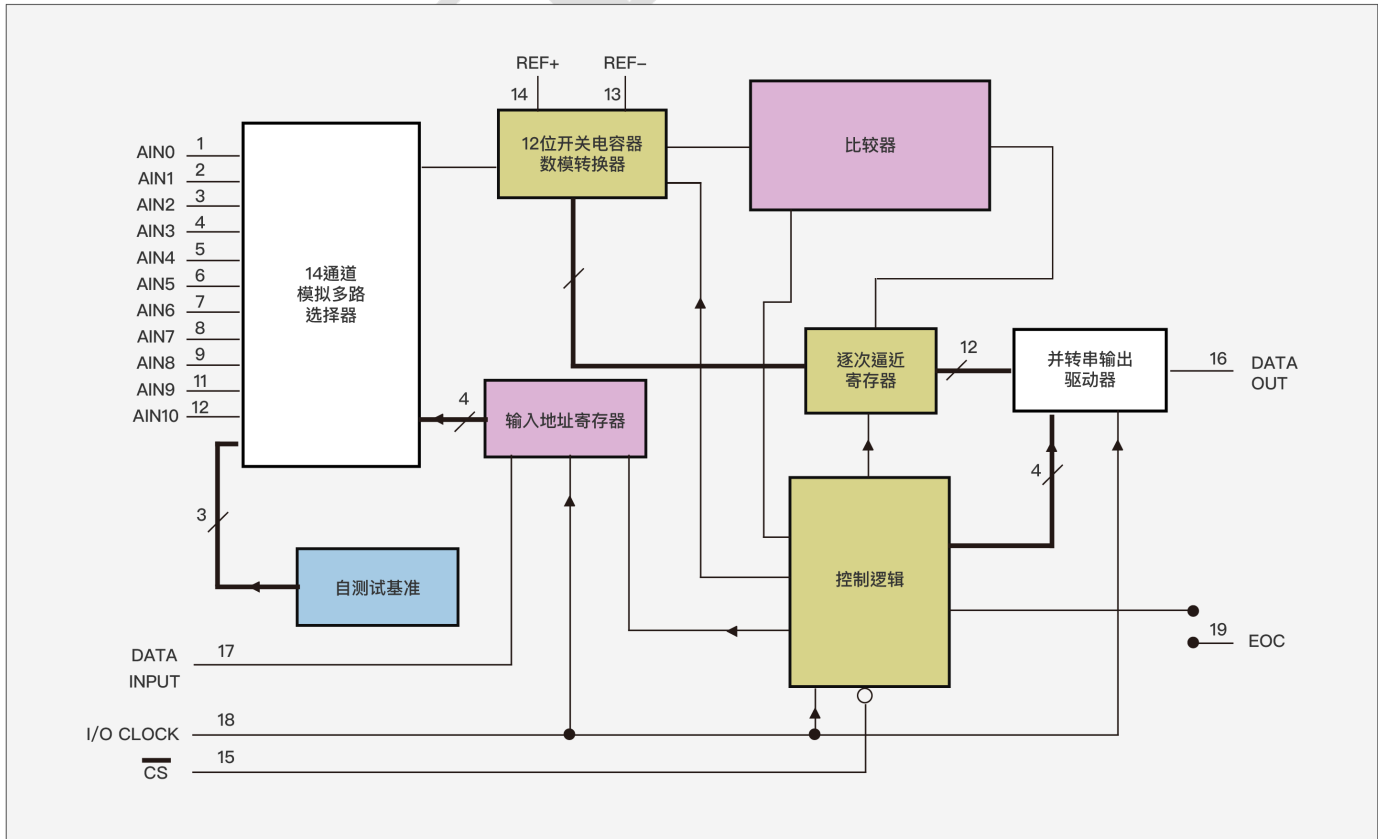 REF+
REF−
14
13
12位开关电容器
数模转换器
比较器
AIN0
1
AIN1
2
AIN2
3
AIN3
4
AIN4
5
AIN5
6
AIN6
7
AIN7
8
AIN8
9
AIN9
11
AIN10
12
14通道
模拟多路
选择器
4
输入地址寄存器
逐次逼近
寄存器
12
并转串输出
驱动器
16
DATA
OUT
3
自测试基准
4
控制逻辑
19
EOC
DATA
INPUT
17
I/O CLOCK
18
CS
15